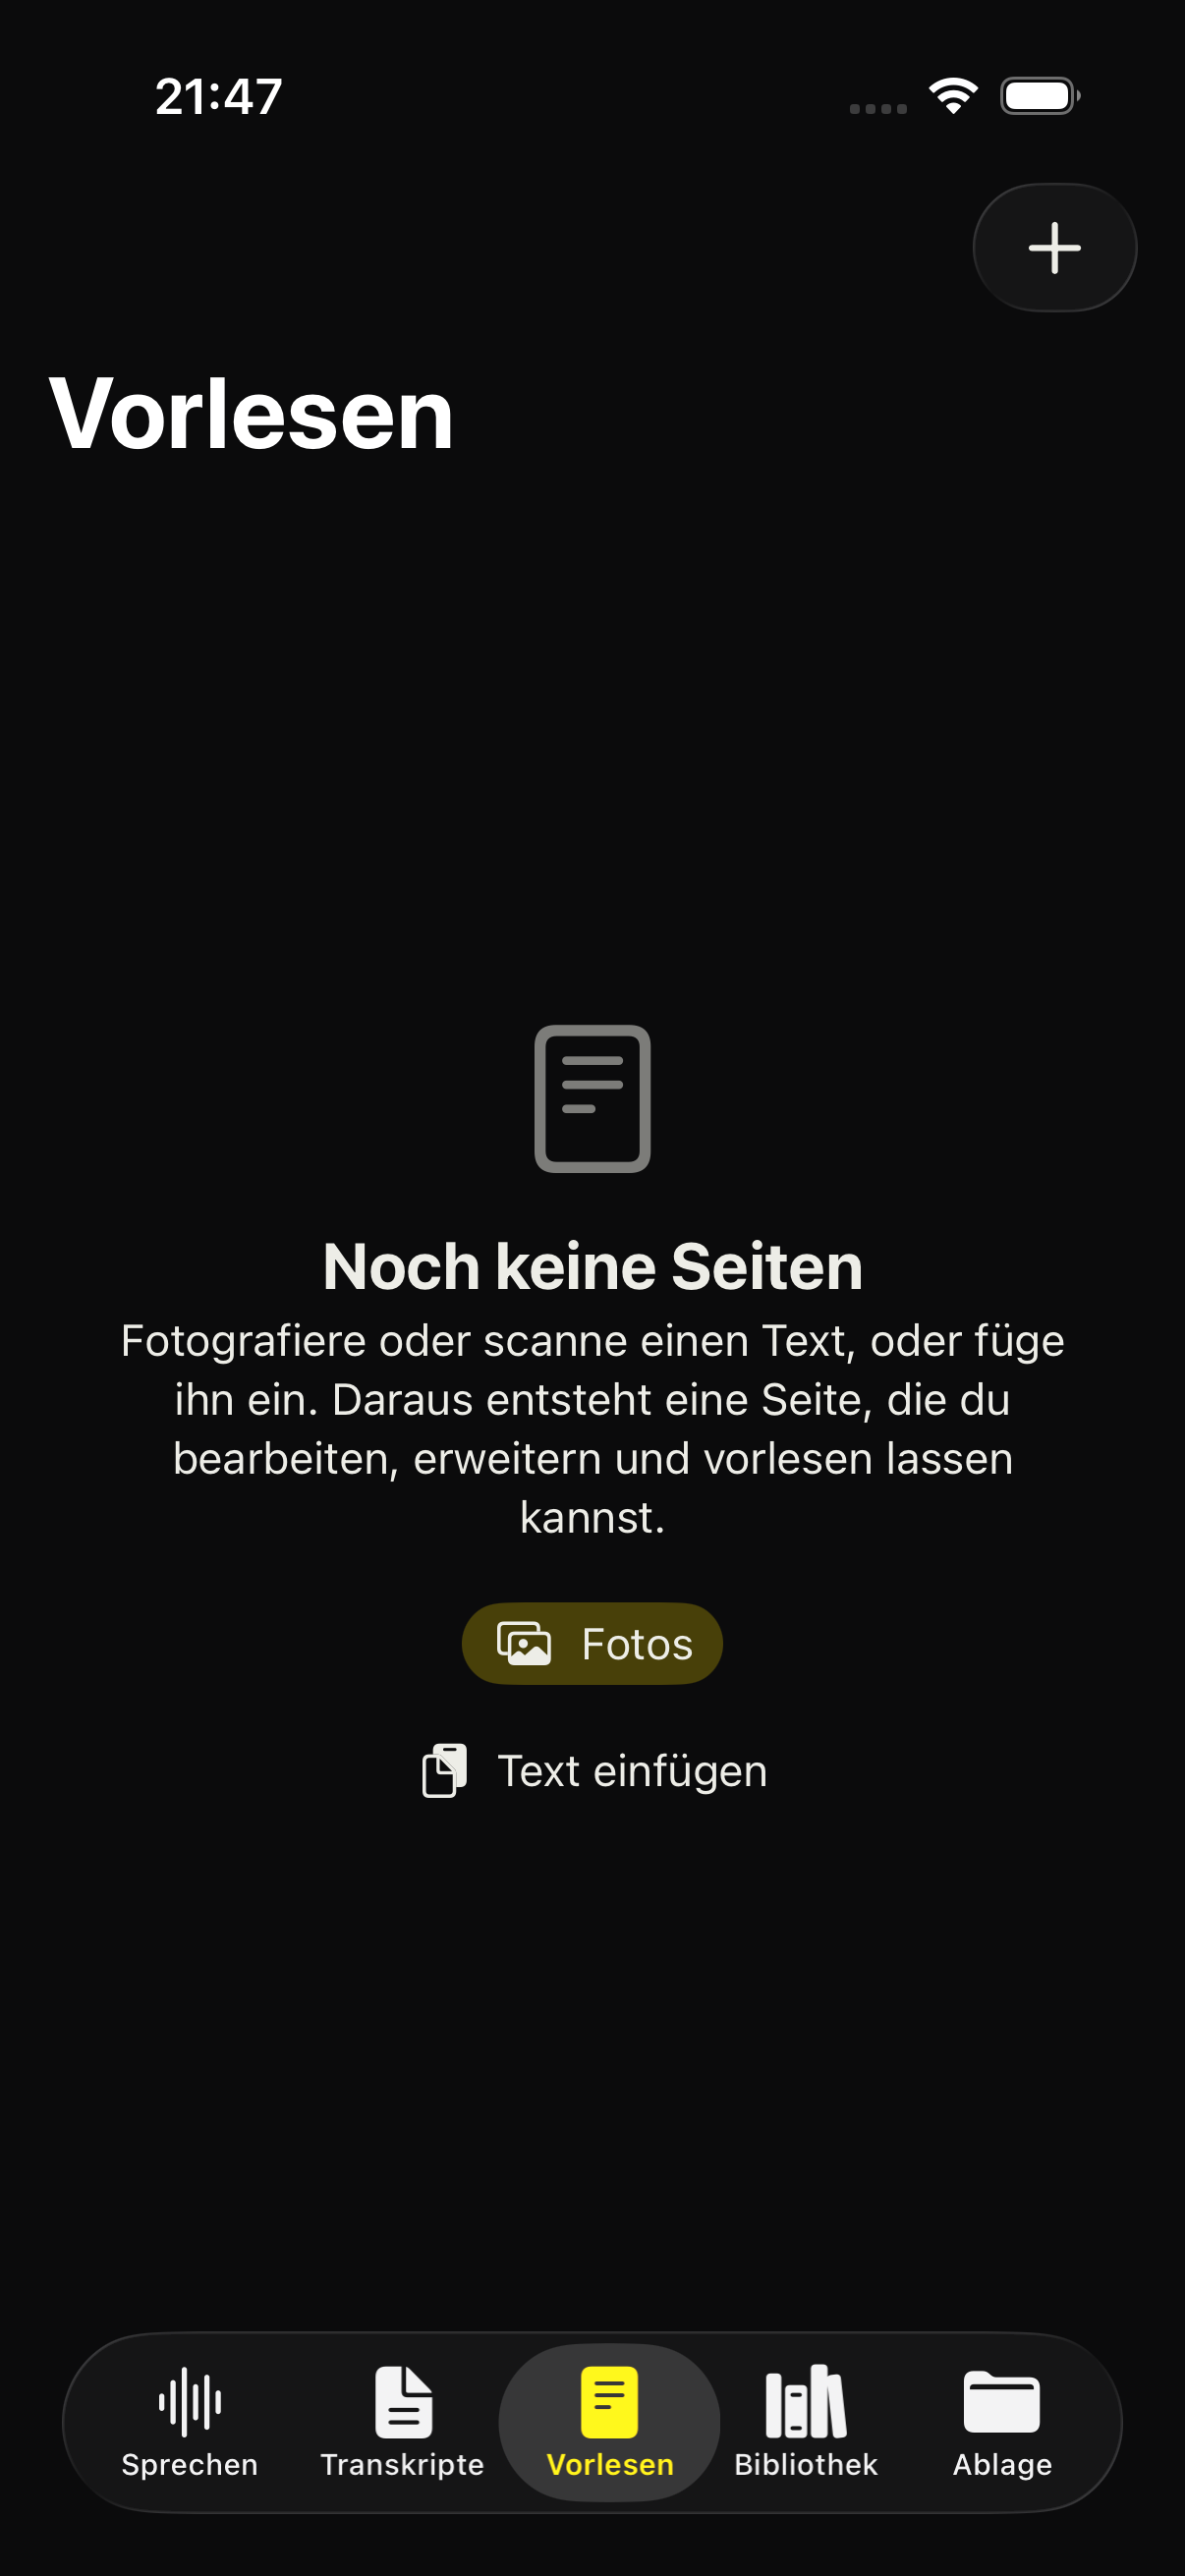 21:47
Vorlesen
Noch keine Seiten
Fotografiere oder scanne einen Text, oder füge
ihn ein. Daraus entsteht eine Seite, die du
bearbeiten, erweitern und vorlesen lassen
kannst.
Fotos
Text einfügen
Sprechen
Transkripte
Vorlesen
Bibliothek
Ablage